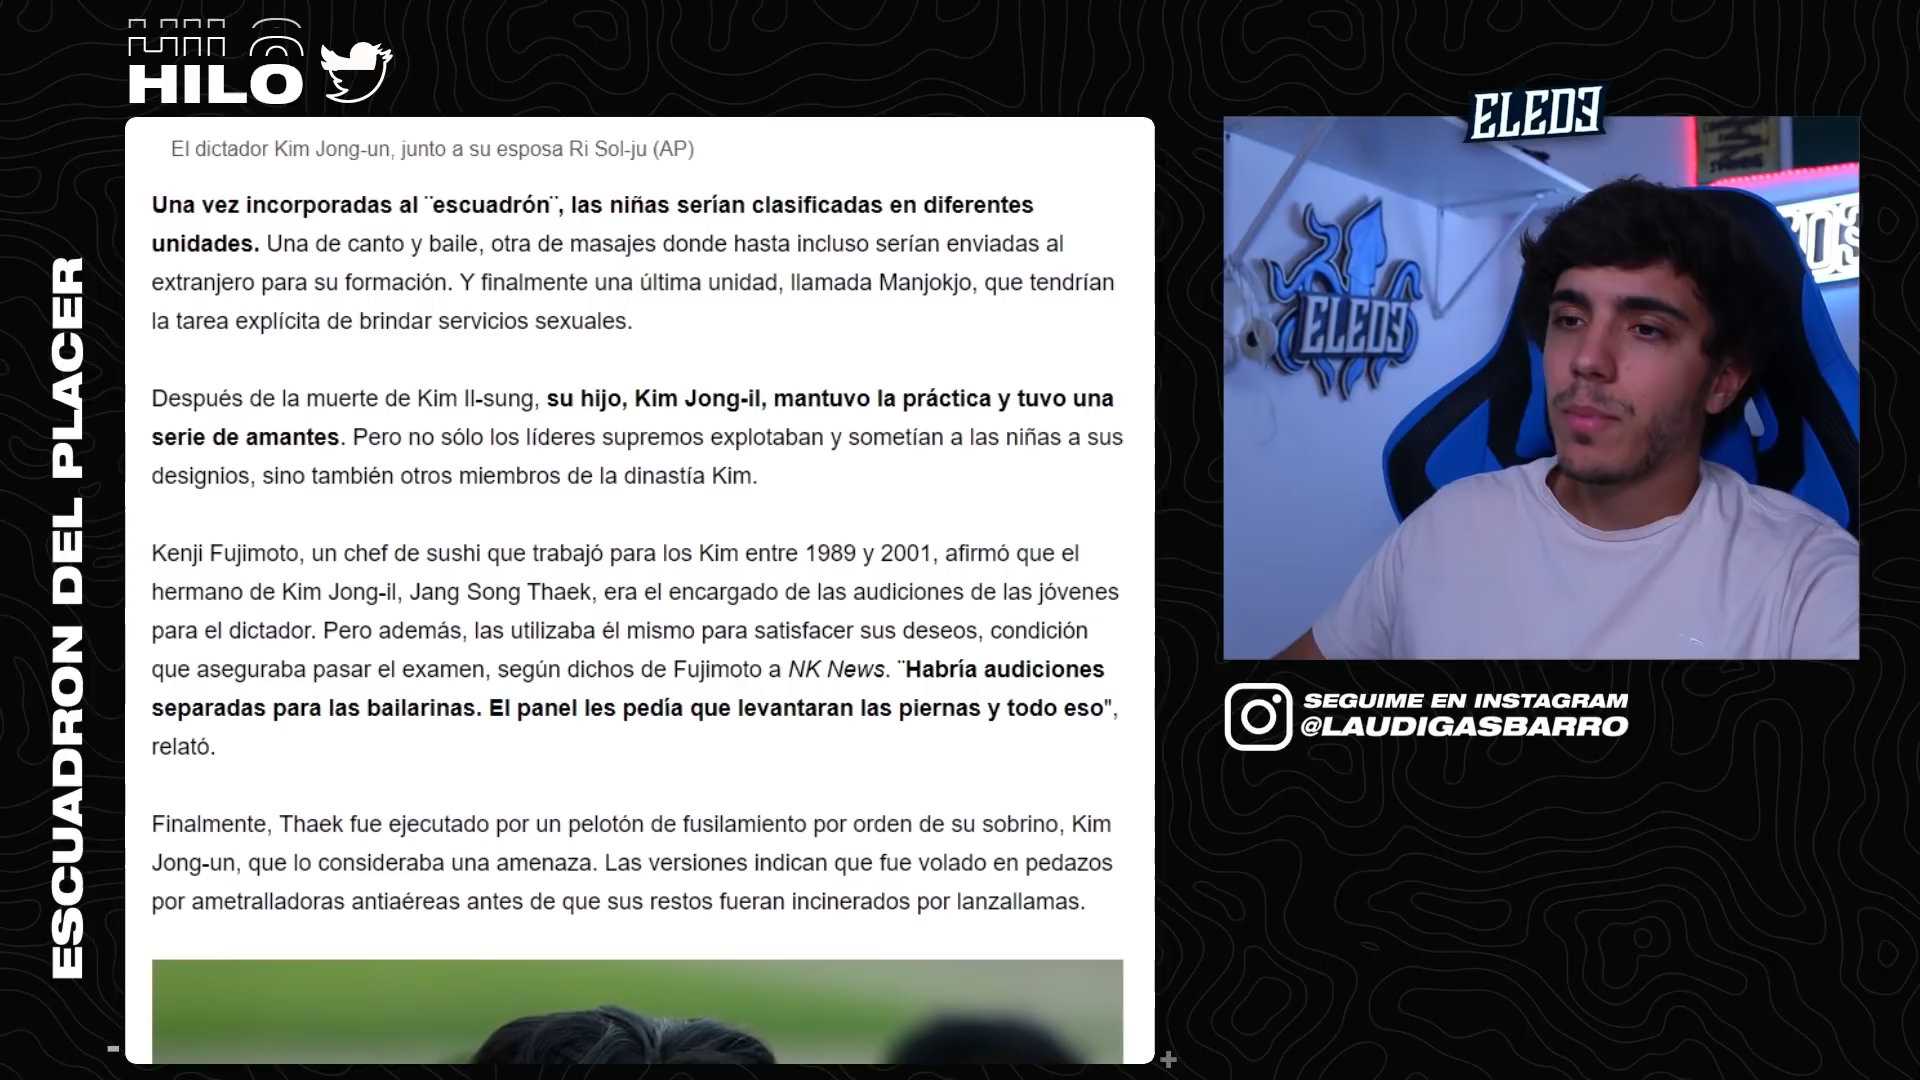 HILO
HILO
El dictador Kim Jong-un, junto a su esposa Ri Sol-ju (AP)
Una vez incorporadas al ¨escuadrón¨, las niñas serían clasificadas en diferentes
unidades. Una de canto y baile, otra de masajes donde hasta incluso serían enviadas al
extranjero para su formación. Y finalmente una última unidad, llamada Manjokjo, que tendrían
la tarea explícita de brindar servicios sexuales.
Después de la muerte de Kim Il-sung, su hijo, Kim Jong-il, mantuvo la práctica y tuvo una
serie de amantes. Pero no sólo los líderes supremos explotaban y sometían a las niñas a sus
designios, sino también otros miembros de la dinastía Kim.
Kenji Fujimoto, un chef de sushi que trabajó para los Kim entre 1989 y 2001, afirmó que el
hermano de Kim Jong-il, Jang Song Thaek, era el encargado de las audiciones de las jóvenes
para el dictador. Pero además, las utilizaba él mismo para satisfacer sus deseos, condición
que aseguraba pasar el examen, según dichos de Fujimoto a NK News. ¨Habría audiciones
separadas para las bailarinas. El panel les pedía que levantaran las piernas y todo eso",
relató.
Finalmente, Thaek fue ejecutado por un pelotón de fusilamiento por orden de su sobrino, Kim
Jong-un, que lo consideraba una amenaza. Las versiones indican que fue volado en pedazos
por ametralladoras antiaéreas antes de que sus restos fueran incinerados por lanzallamas.
ESCUADRON DEL PLACER
ELEDE
ELEDE
SEGUIME EN INSTAGRAM
@LAUDIGASBARRO